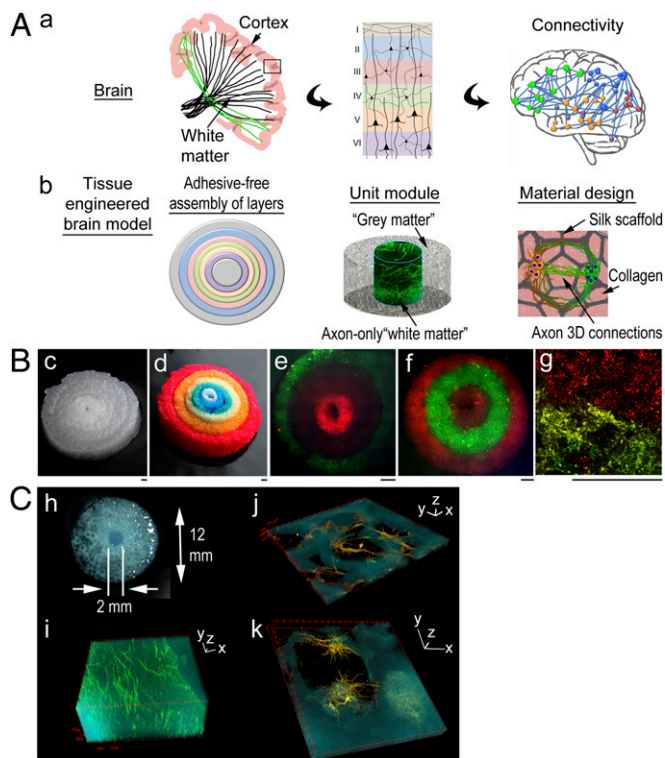 A a
Cortex
Brain
White
matter
I
II
III
IV
V
VI
Connectivity
b
Tissue
engineered
brain model
Adhesive-free
assembly of layers
Unit module
"Grey matter"
Axon-only"white matter"
Material design
Silk scaffold
Collagen
Axon 3D connections
B c d e f g
C h
12
mm
2 mm
j
y z x
i
y z x
k
y z x